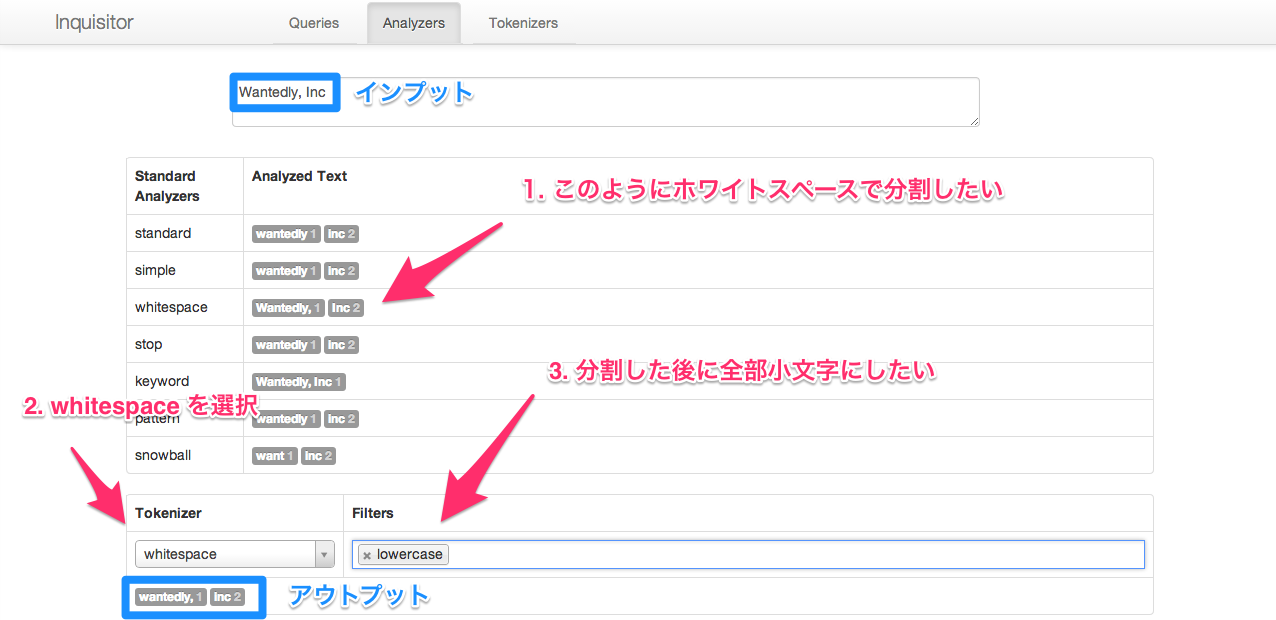 Inquisitor Queries Analyzers Tokenizers
Wantedly, Inc インプット
Standard Analyzers Analyzed Text
1. このようにホワイトスペースで分割したい
standard wantedly 1 inc 2
simple wantedly 1 inc 2
whitespace Wantedly, 1 Inc 2
stop wantedly 1 inc 2
3. 分割した後に全部小文字にしたい
keyword Wantedly, Inc 1
2. whitespace を選択
pattern wantedly 1 inc 2
snowball want 1 inc 2
Tokenizer Filters
whitespace × lowercase
wantedly, 1 inc 2 アウトプット